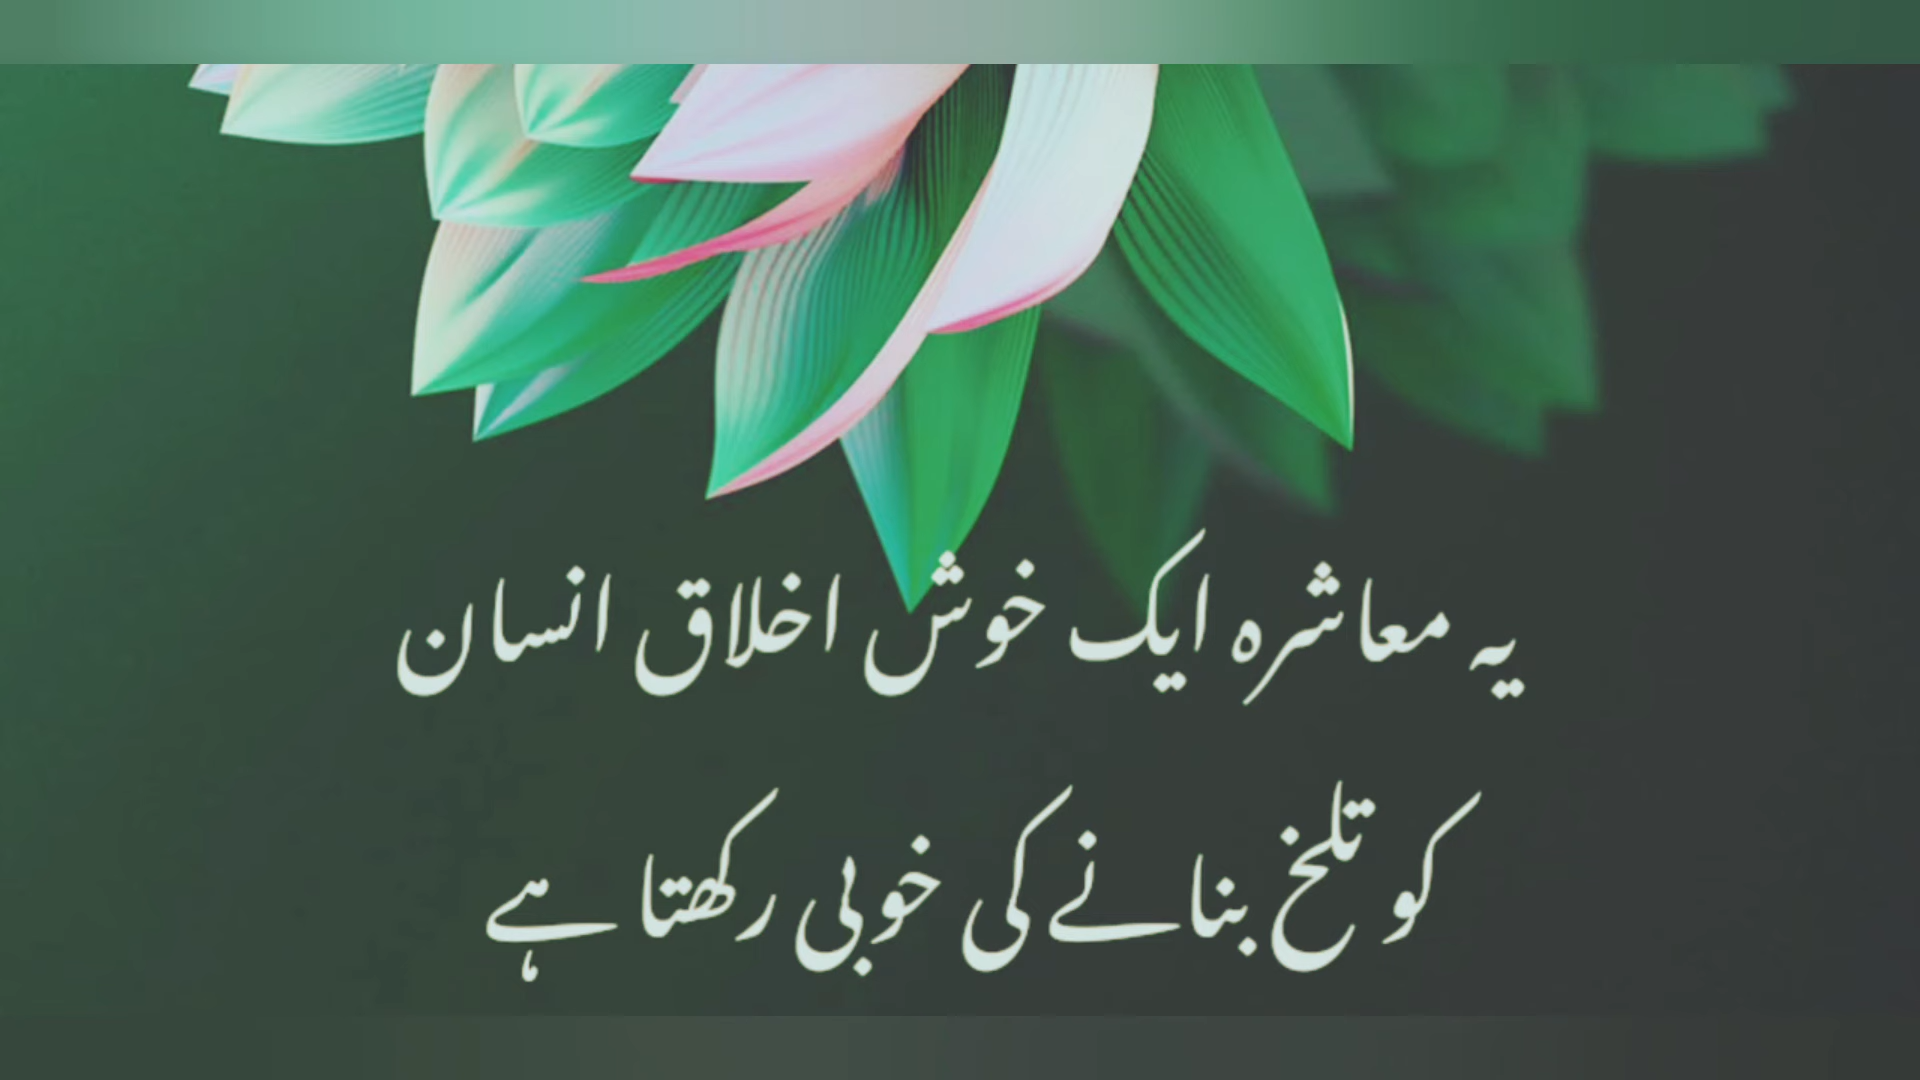 یہ معاشرہ ایک خوش اخلاق انسان
کو تلخ بنانے کی خوبی رکھتا ہے